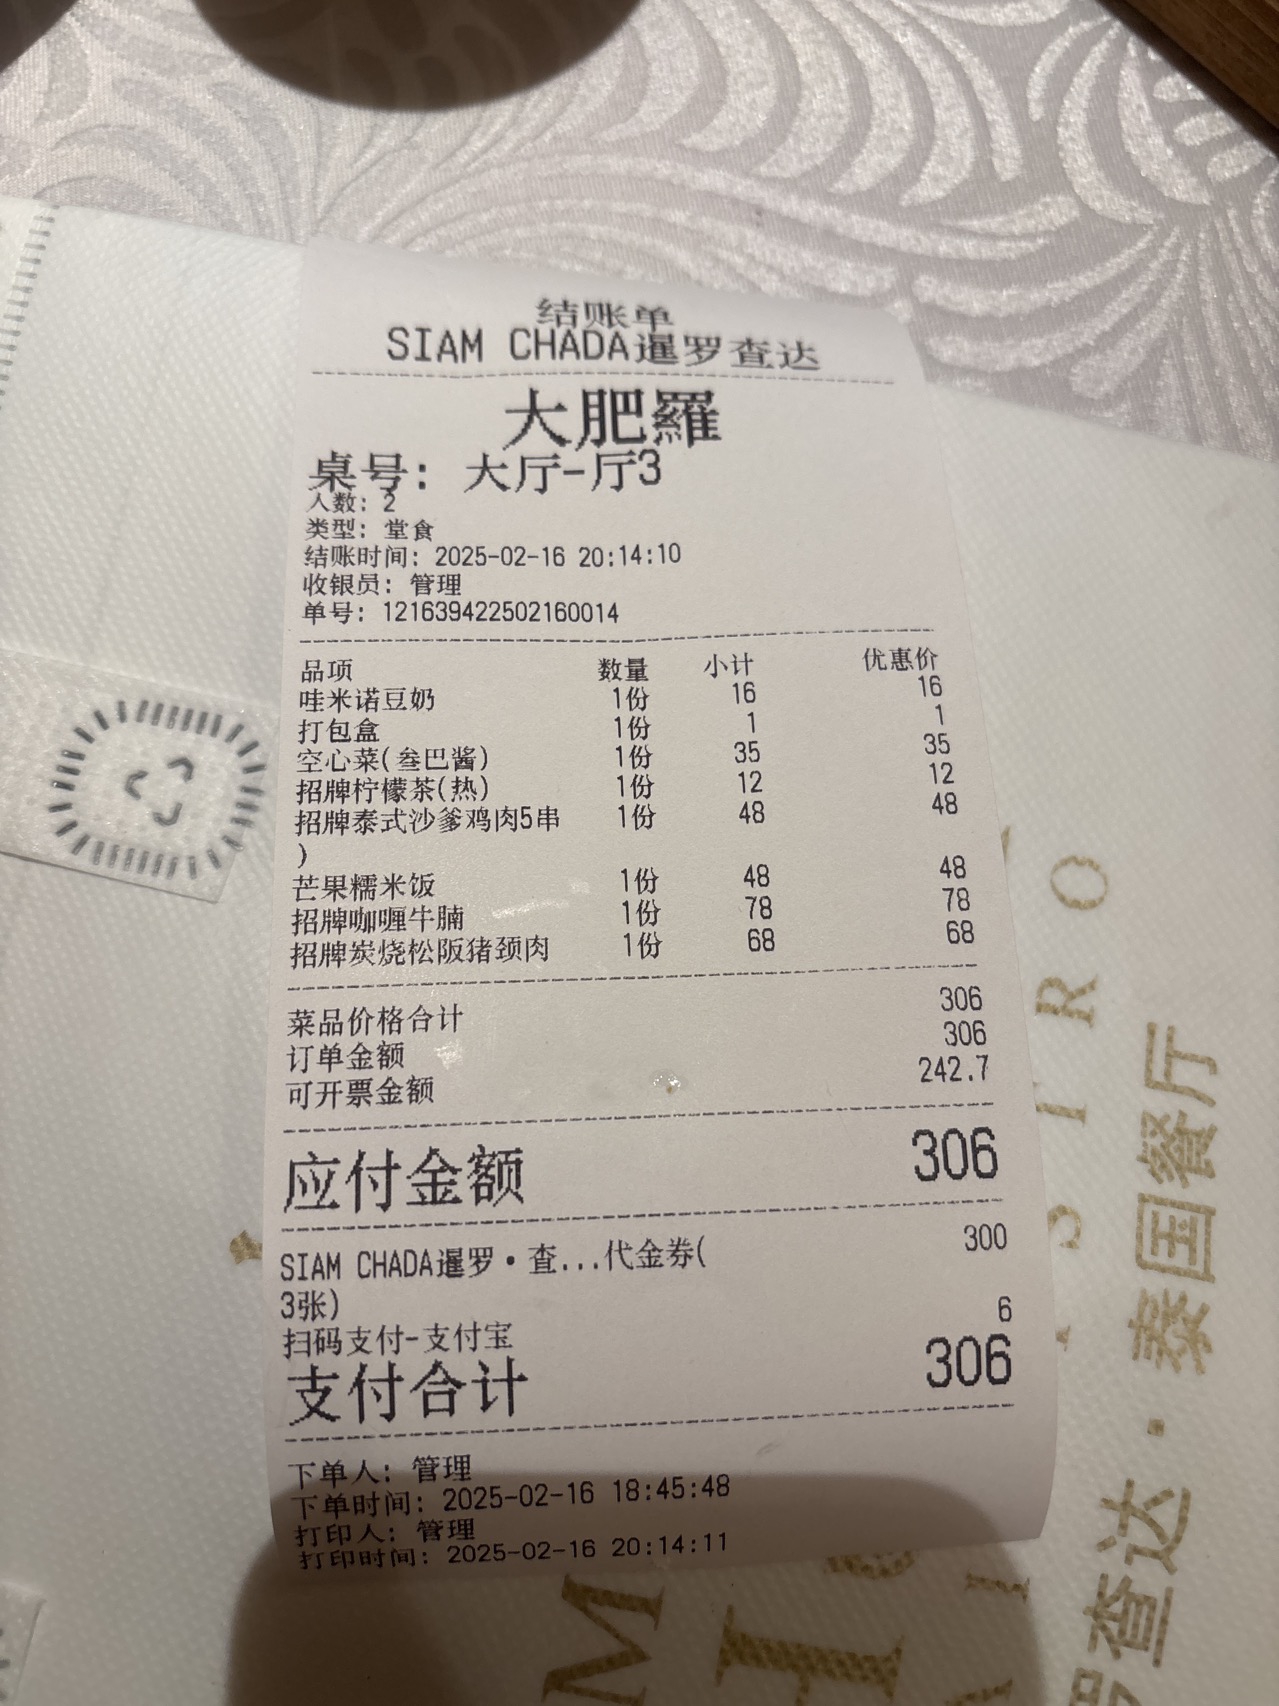 结账单
SIAM CHADA暹罗查达
大肥羅
桌号：大厅-厅3
人数：2
类型：堂食
结账时间：2025-02-16 20:14:10
收银员：管理
单号：121639422502160014
品项 数量 小计 优惠价
哇米诺豆奶 1份 16 16
打包盒 1份 1 1
空心菜(叁巴酱) 1份 35 35
招牌柠檬茶(热) 1份 12 12
招牌泰式沙爹鸡肉5串 1份 48 48
)
芒果糯米饭 1份 48 48
招牌咖喱牛腩 1份 78 78
招牌炭烧松阪猪颈肉 1份 68 68
菜品价格合计 306
订单金额 306
可开票金额 242.7
应付金额 306
SIAM CHADA暹罗·查...代金券( 300
3张)
扫码支付-支付宝 6
支付合计 306
下单人：管理
下单时间：2025-02-16 18:45:48
打印人：管理
打印时间：2025-02-16 20:14:11
罗查达·泰国餐厅